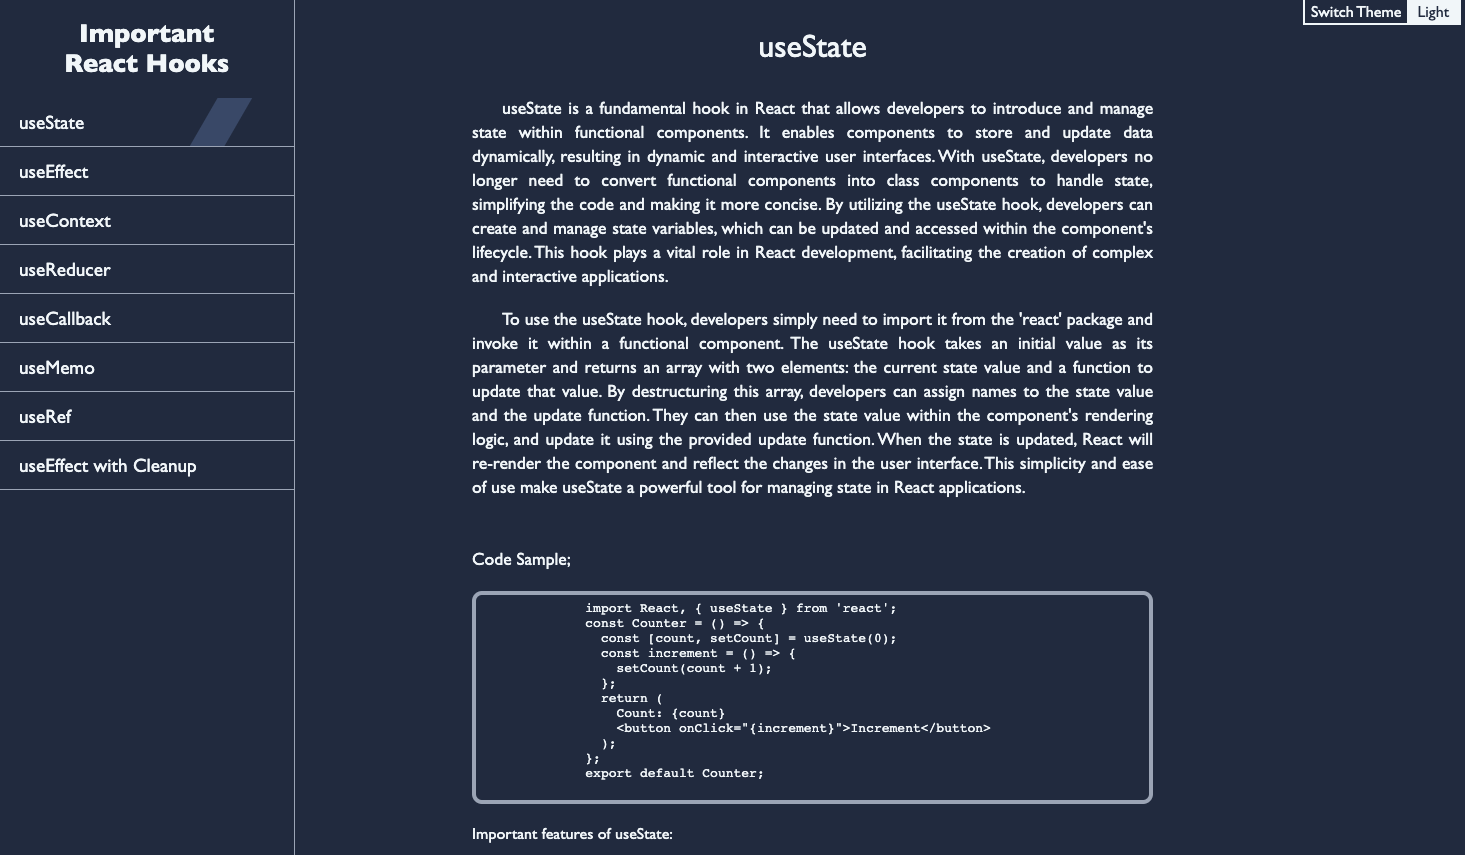 Important
React Hooks
useState
useEffect
useContext
useReducer
useCallback
useMemo
useRef
useEffect with Cleanup
Switch Theme Light
useState
useState is a fundamental hook in React that allows developers to introduce and manage
state within functional components. It enables components to store and update data
dynamically, resulting in dynamic and interactive user interfaces. With useState, developers no
longer need to convert functional components into class components to handle state,
simplifying the code and making it more concise. By utilizing the useState hook, developers can
create and manage state variables, which can be updated and accessed within the component's
lifecycle. This hook plays a vital role in React development, facilitating the creation of complex
and interactive applications.
To use the useState hook, developers simply need to import it from the 'react' package and
invoke it within a functional component. The useState hook takes an initial value as its
parameter and returns an array with two elements: the current state value and a function to
update that value. By destructuring this array, developers can assign names to the state value
and the update function. They can then use the state value within the component's rendering
logic, and update it using the provided update function. When the state is updated, React will
re-render the component and reflect the changes in the user interface. This simplicity and ease
of use make useState a powerful tool for managing state in React applications.
Code Sample;
import React, { useState } from 'react';
const Counter = () => {
  const [count, setCount] = useState(0);
  const increment = () => {
    setCount(count + 1);
  };
  return (
    Count: {count}
    <button onClick="{increment}">Increment</button>
  );
};
export default Counter;
Important features of useState: